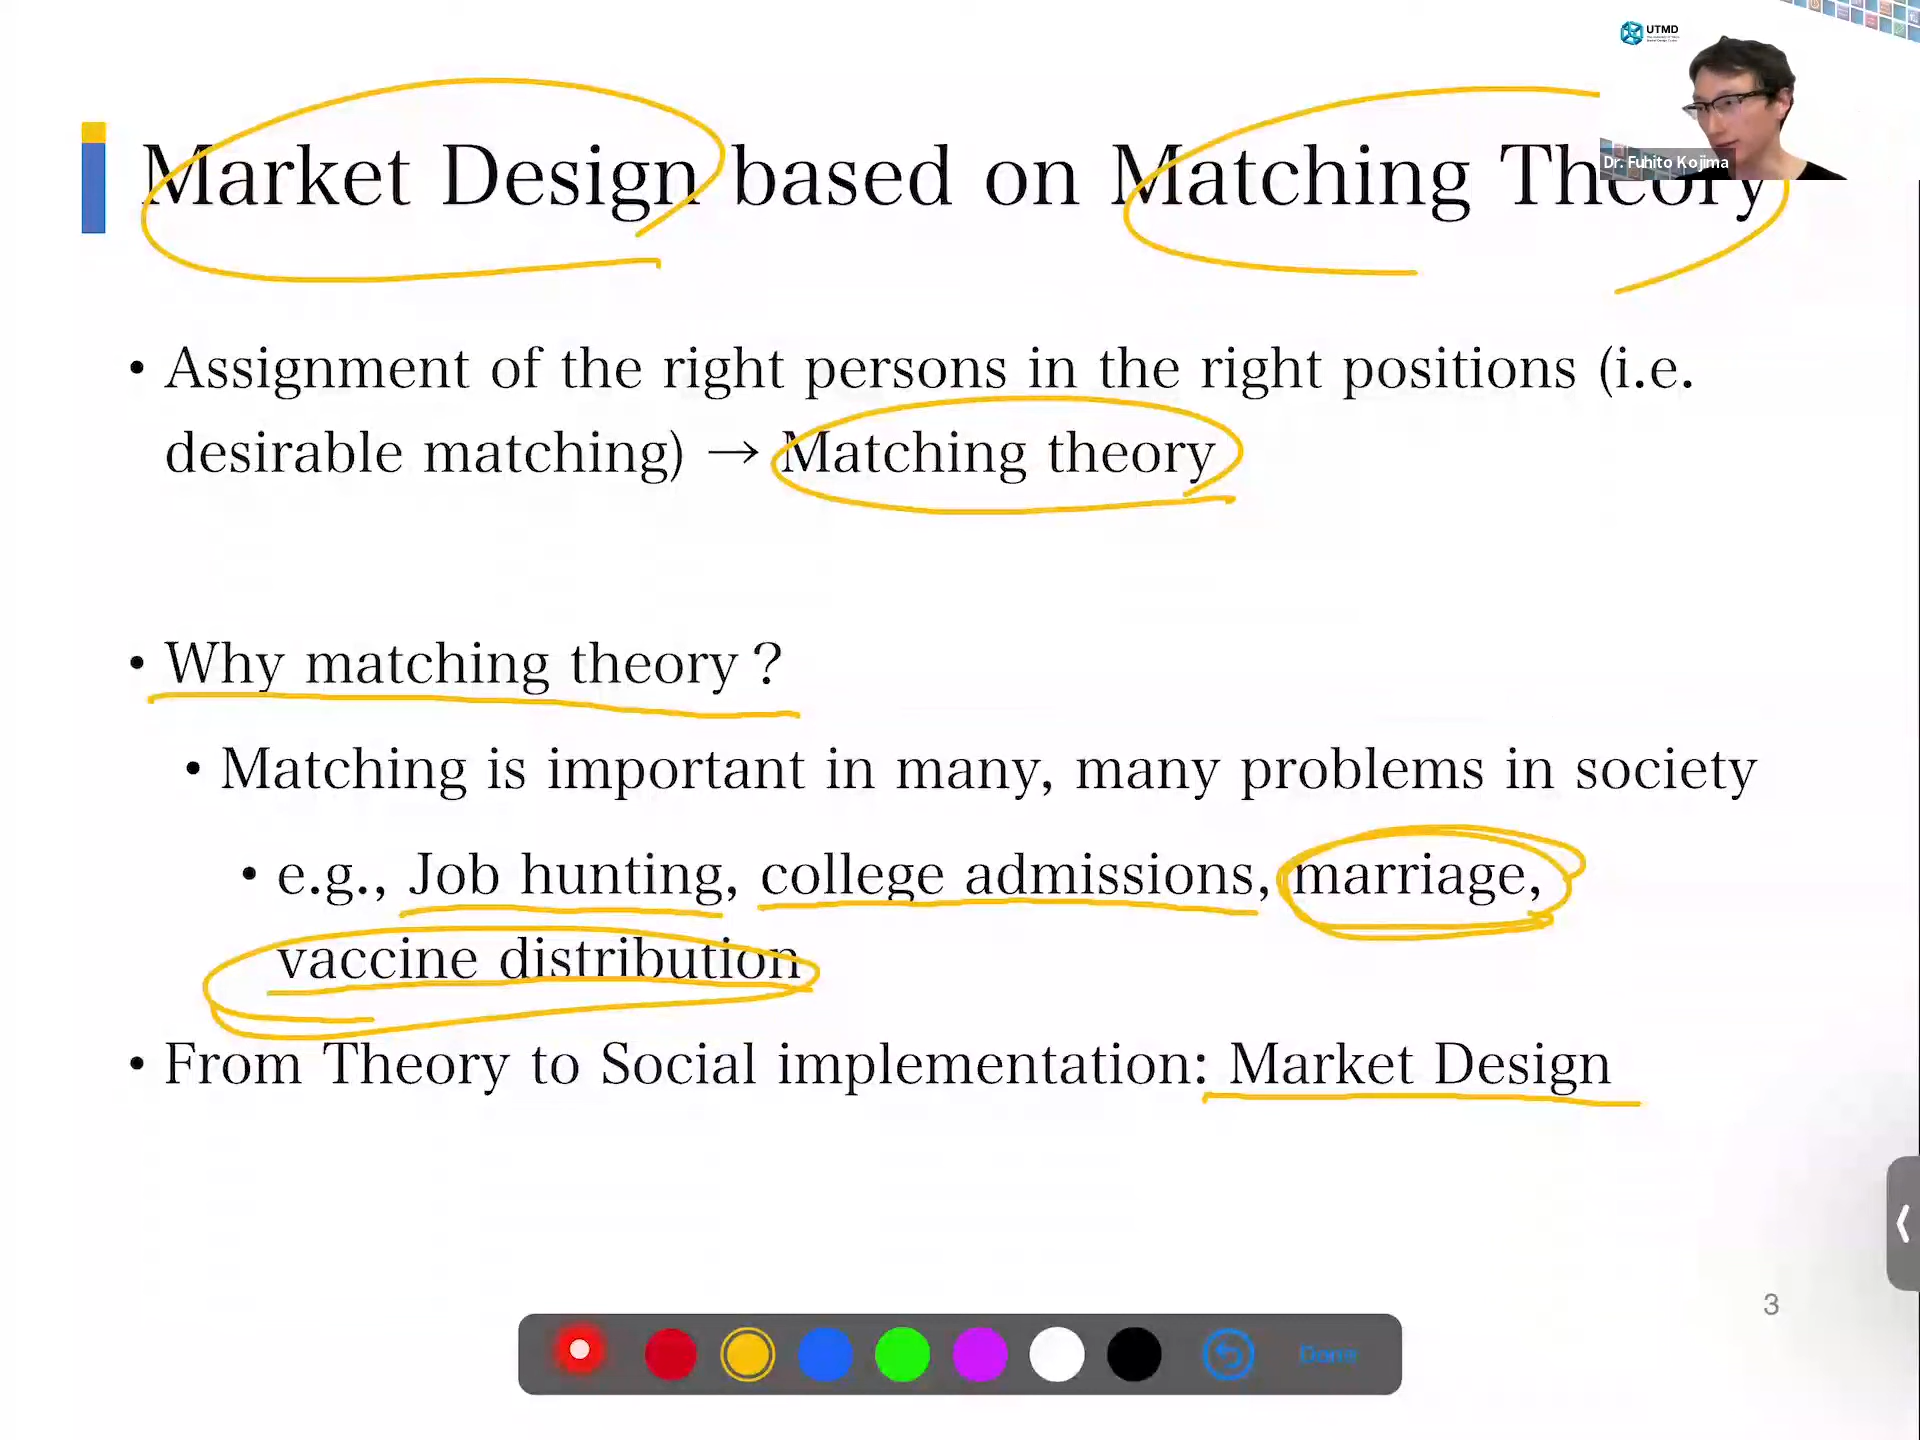 UTMD
Market Design based on Matching Theory
Dr. Fuhito Kojima
• Assignment of the right persons in the right positions (i.e.
desirable matching) → Matching theory
• Why matching theory ?
• Matching is important in many, many problems in society
• e.g., Job hunting, college admissions, marriage,
vaccine distribution
• From Theory to Social implementation: Market Design
3
Done